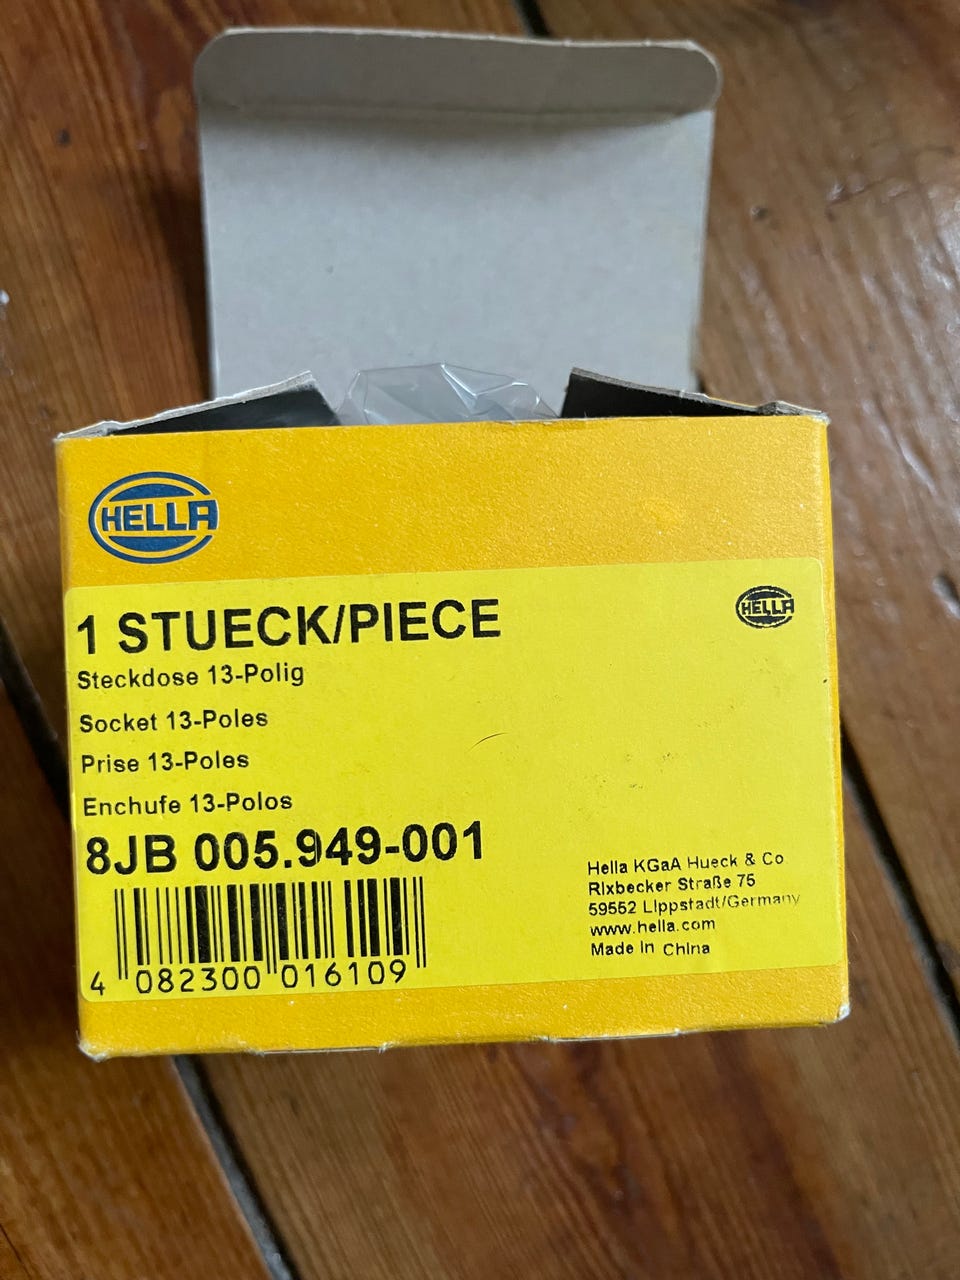 HELLA
HELLA
1 STUECK/PIECE
Steckdose 13-Polig
Socket 13-Poles
Prise 13-Poles
Enchufe 13-Polos
8JB 005.949-001
4 082300 016109
Hella KGaA Hueck & Co
Rixbecker Straße 75
59552 Lippstadt/Germany
www.hella.com
Made in China